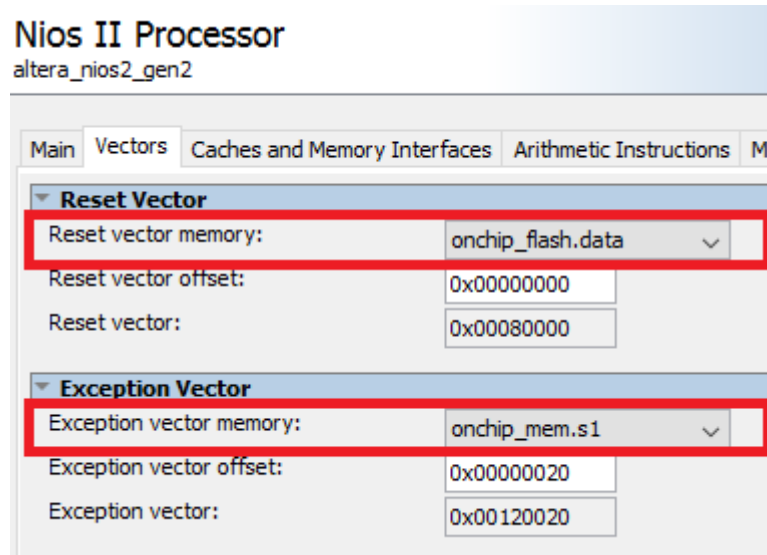 Nios II Processor
altera_nios2_gen2
Main Vectors Caches and Memory Interfaces Arithmetic Instructions M
Reset Vector
Reset vector memory: onchip_flash.data
Reset vector offset: 0x00000000
Reset vector: 0x00080000
Exception Vector
Exception vector memory: onchip_mem.s1
Exception vector offset: 0x00000020
Exception vector: 0x00120020